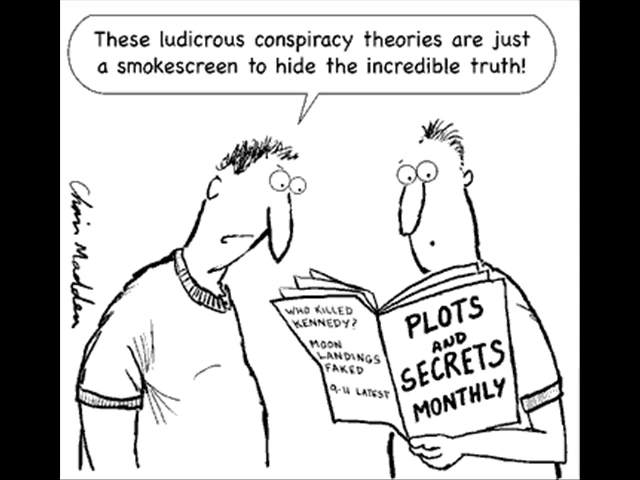 These ludicrous conspiracy theories are just
a smokescreen to hide the incredible truth!
Chris Madden
WHO KILLED
KENNEDY?
MOON
LANDINGS
FAKED
9-11 LATEST
PLOTS
AND
SECRETS
MONTHLY